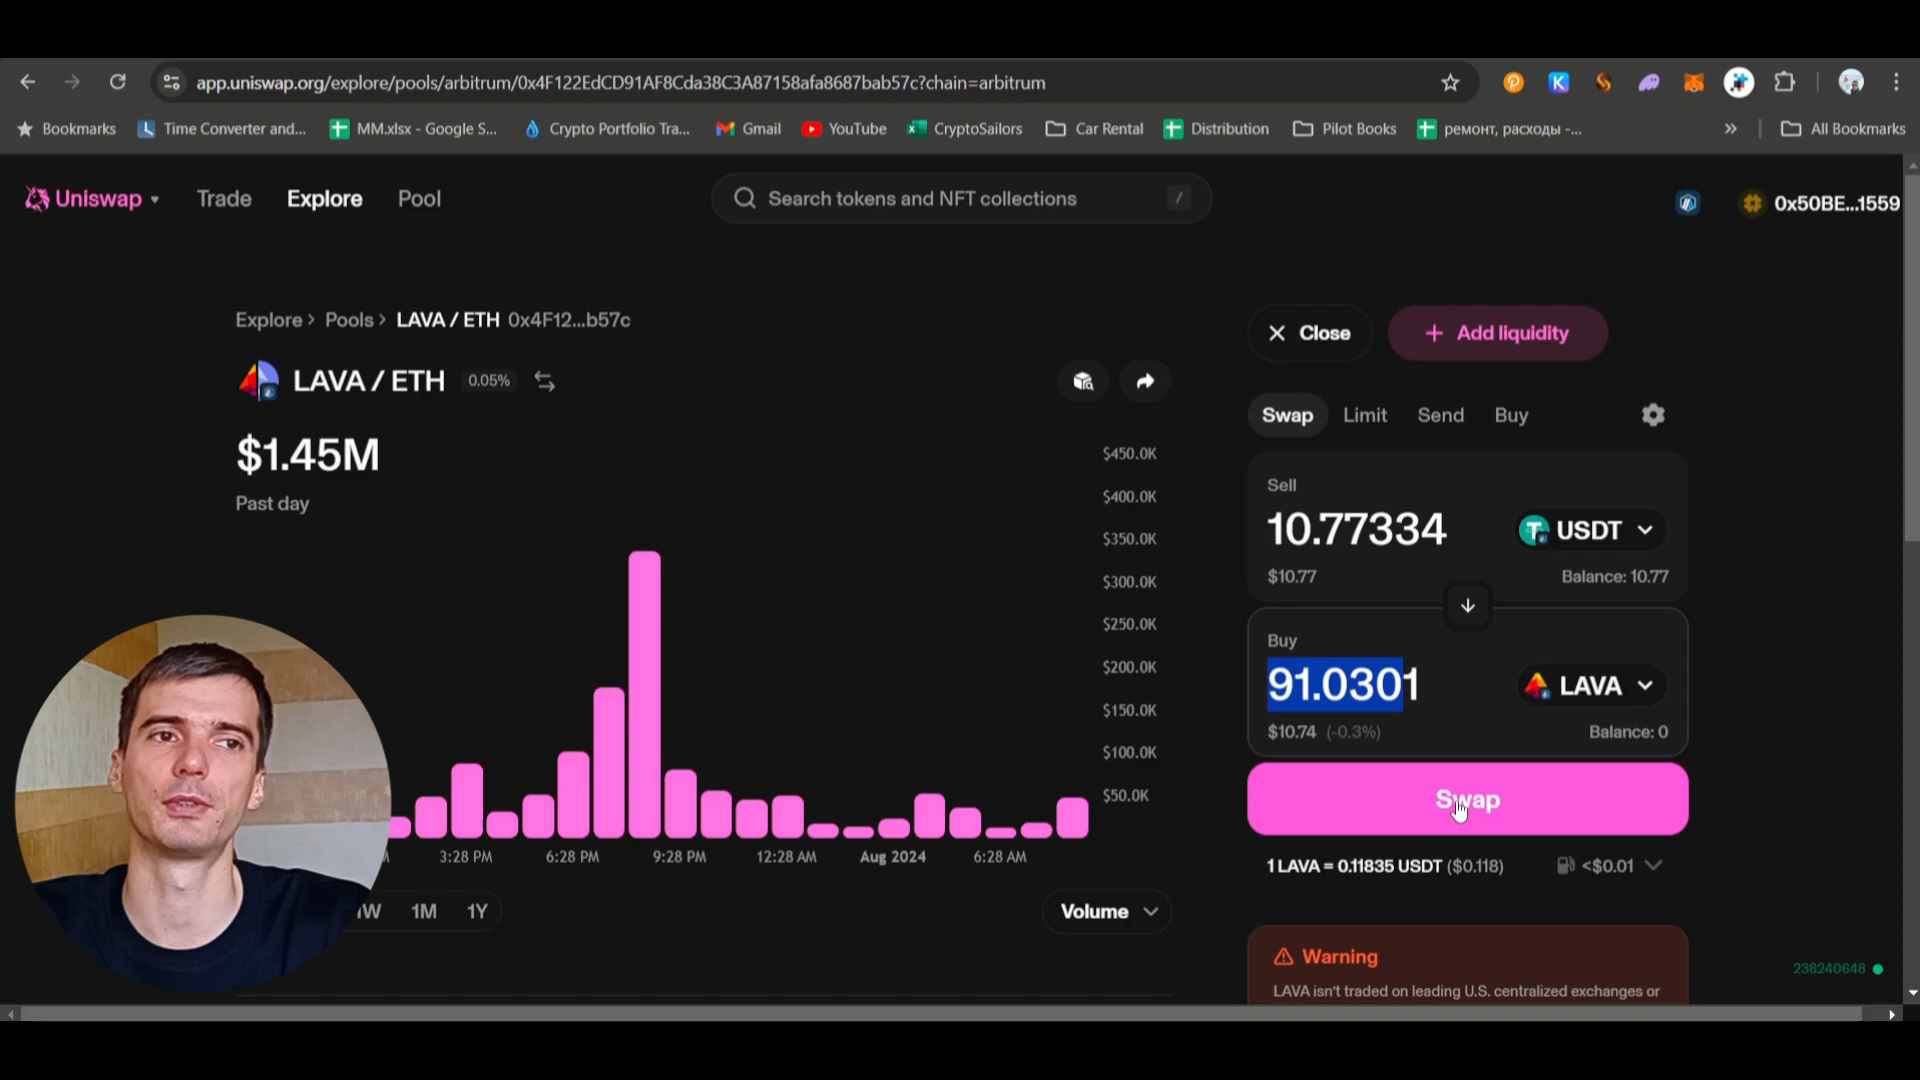 app.uniswap.org/explore/pools/arbitrum/0x4F122EdCD91AF8Cda38C3A87158afa8687bab57c?chain=arbitrum
Bookmarks
Time Converter and...
MM.xlsx - Google S...
Crypto Portfolio Tra...
Gmail
YouTube
CryptoSailors
Car Rental
Distribution
Pilot Books
ремонт, расходы -...
All Bookmarks
Uniswap
Trade
Explore
Pool
Search tokens and NFT collections
/
0x50BE...1559
Explore > Pools > LAVA / ETH 0x4F12...b57c
LAVA / ETH 0.05%
$1.45M
Past day
$450.0K
$400.0K
$350.0K
$300.0K
$250.0K
$200.0K
$150.0K
$100.0K
$50.0K
3:28 PM
6:28 PM
9:28 PM
12:28 AM
Aug 2024
6:28 AM
1W
1M
1Y
Volume
Close
+ Add liquidity
Swap
Limit
Send
Buy
Sell
10.77334
USDT
$10.77
Balance: 10.77
Buy
91.0301
LAVA
$10.74 (-0.3%)
Balance: 0
Swap
1 LAVA = 0.11835 USDT ($0.118)
<$0.01
Warning
LAVA isn't traded on leading U.S. centralized exchanges or
238240648